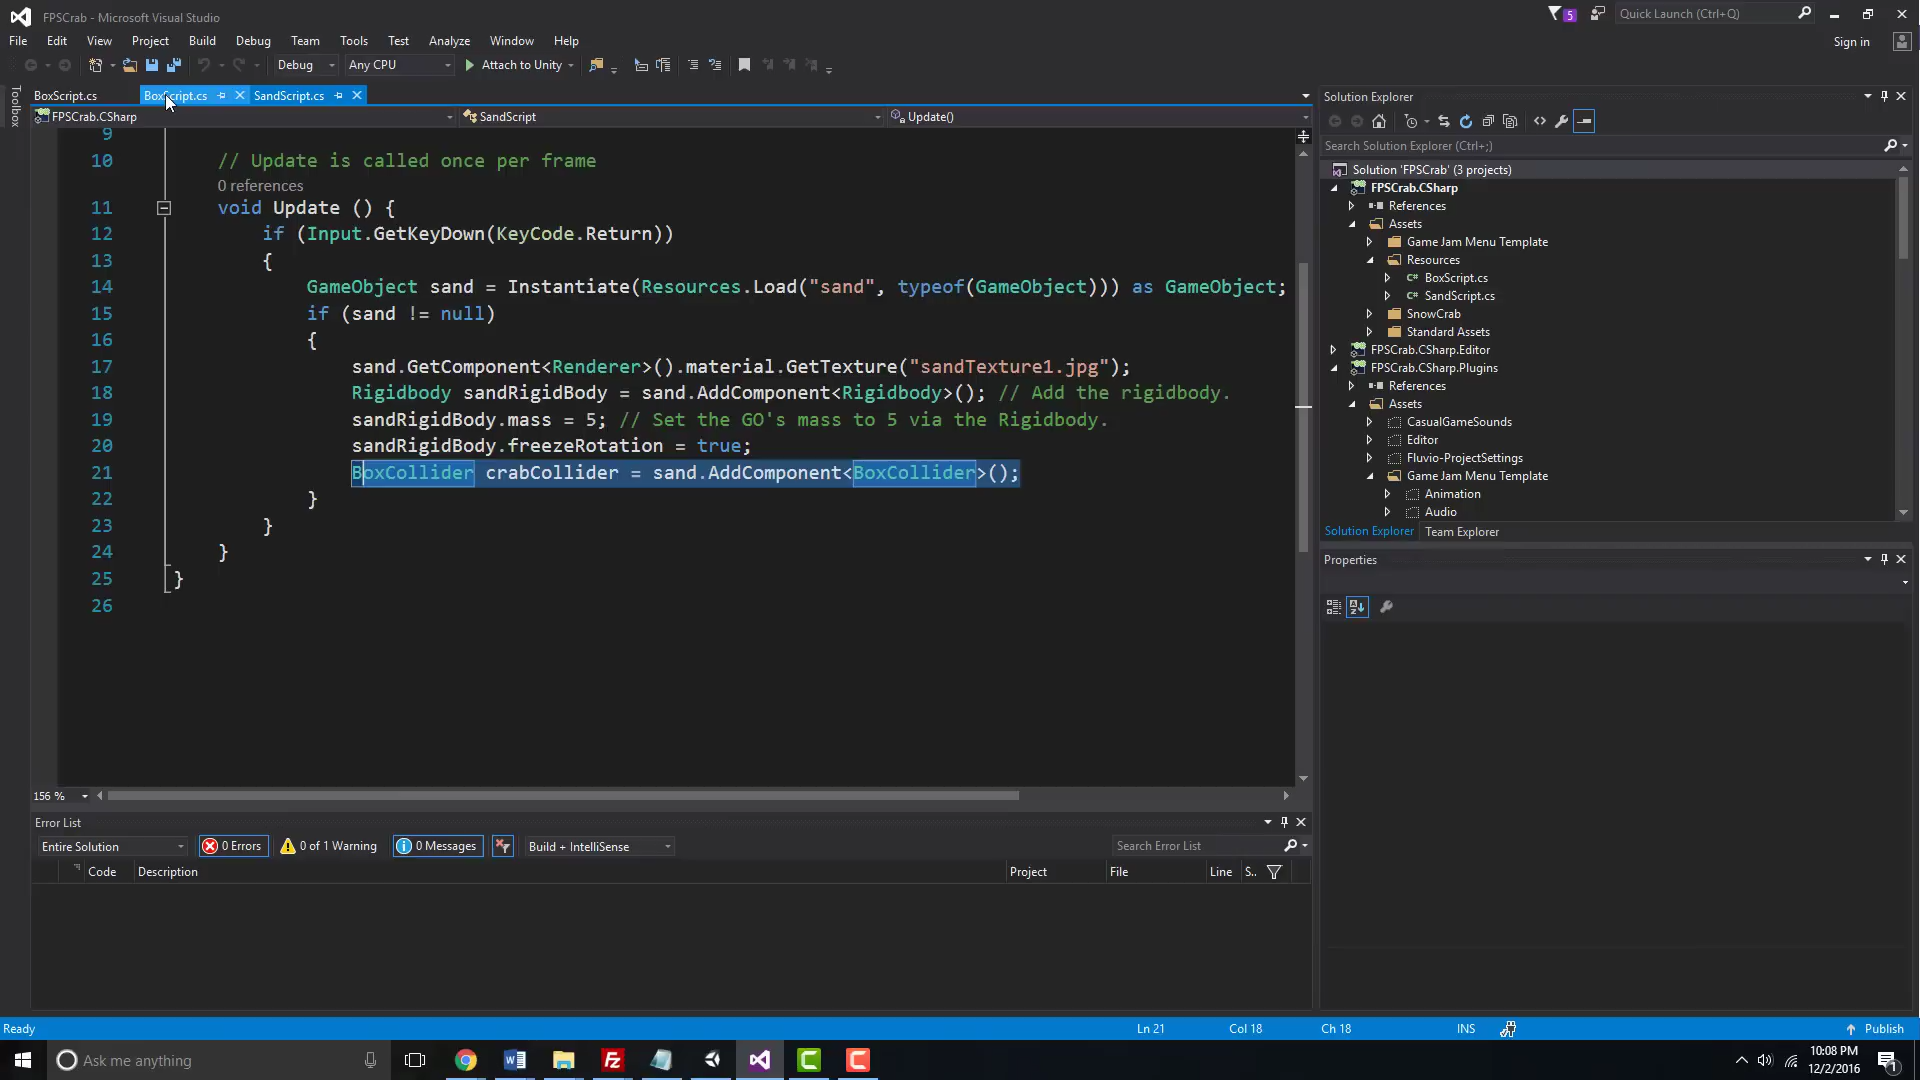 FPSCrab - Microsoft Visual Studio
5
Quick Launch (Ctrl+Q)
File Edit View Project Build Debug Team Tools Test Analyze Window Help
Sign in
Debug Any CPU Attach to Unity
Toolbox
BoxScript.cs BoxScript.cs SandScript.cs
FPSCrab.CSharp SandScript Update()
9
10 // Update is called once per frame
0 references
11 void Update () {
12 if (Input.GetKeyDown(KeyCode.Return))
13 {
14 GameObject sand = Instantiate(Resources.Load("sand", typeof(GameObject))) as GameObject;
15 if (sand != null)
16 {
17 sand.GetComponent<Renderer>().material.GetTexture("sandTexture1.jpg");
18 Rigidbody sandRigidBody = sand.AddComponent<Rigidbody>(); // Add the rigidbody.
19 sandRigidBody.mass = 5; // Set the GO's mass to 5 via the Rigidbody.
20 sandRigidBody.freezeRotation = true;
21 BoxCollider crabCollider = sand.AddComponent<BoxCollider>();
22 }
23 }
24 }
25 }
26
156 %
Solution Explorer
Search Solution Explorer (Ctrl+;)
Solution 'FPSCrab' (3 projects)
FPSCrab.CSharp
References
Assets
Game Jam Menu Template
Resources
C# BoxScript.cs
C# SandScript.cs
SnowCrab
Standard Assets
FPSCrab.CSharp.Editor
FPSCrab.CSharp.Plugins
References
Assets
CasualGameSounds
Editor
Fluvio-ProjectSettings
Game Jam Menu Template
Animation
Audio
Solution Explorer Team Explorer
Properties
Error List
Entire Solution 0 Errors 0 of 1 Warning 0 Messages Build + IntelliSense Search Error List
Code Description Project File Line S..
Ready Ln 21 Col 18 Ch 18 INS Publish
Ask me anything
10:08 PM
12/2/2016
1